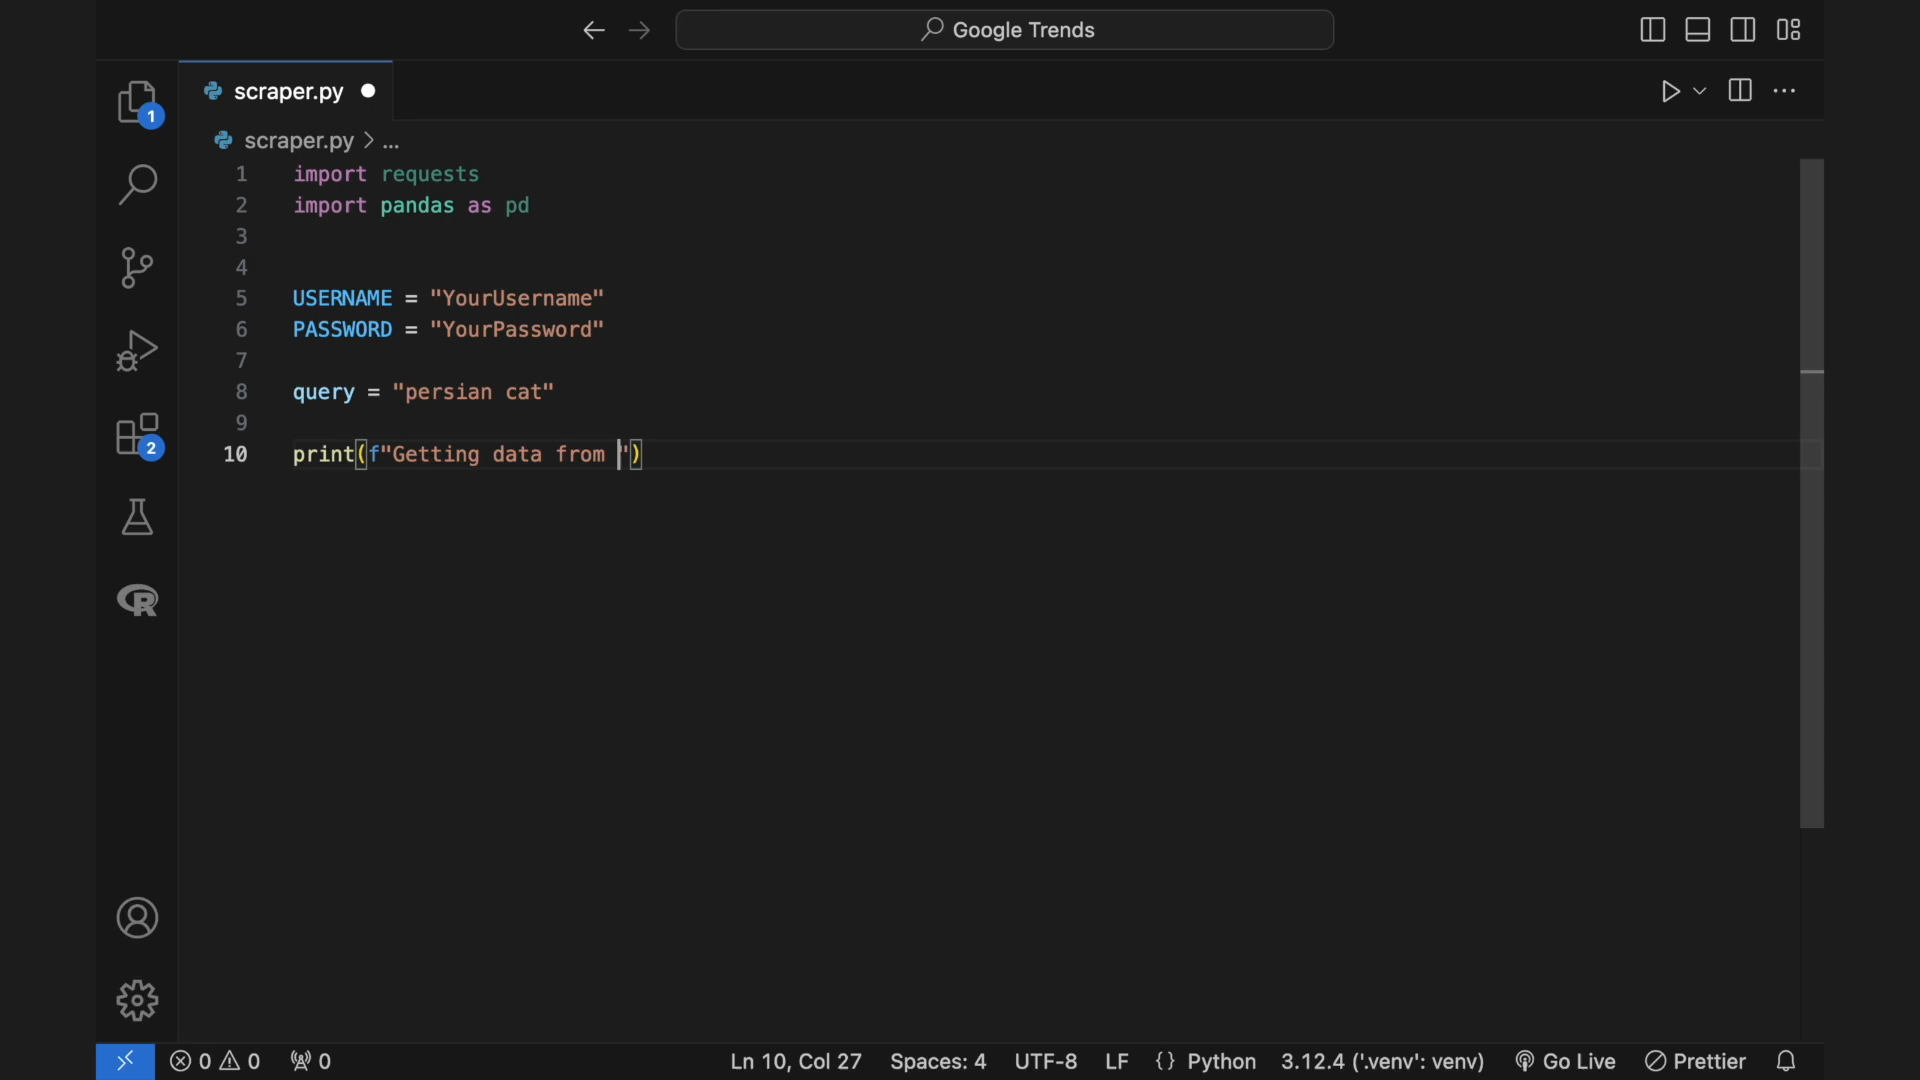 Google Trends
scraper.py
scraper.py > ...
1 import requests
2 import pandas as pd
3
4
5 USERNAME = "YourUsername"
6 PASSWORD = "YourPassword"
7
8 query = "persian cat"
9
10 print(f"Getting data from ")
1
2
R
0 0 0 Ln 10, Col 27 Spaces: 4 UTF-8 LF {} Python 3.12.4 ('.venv': venv) Go Live Prettier